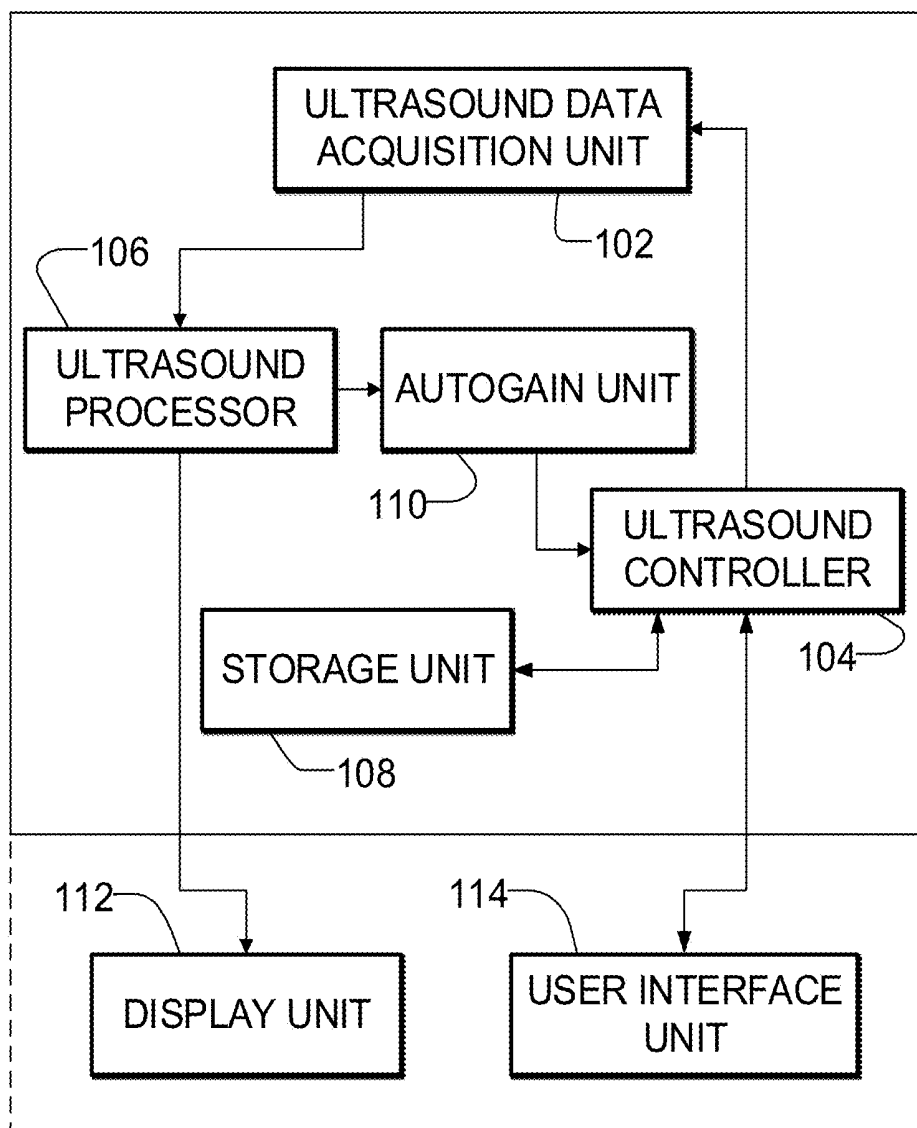 ULTRASOUND DATA
ACQUISITION UNIT
102
106
ULTRASOUND
PROCESSOR
AUTOGAIN UNIT
110
ULTRASOUND
CONTROLLER
104
STORAGE UNIT
108
112
DISPLAY UNIT
114
USER INTERFACE
UNIT